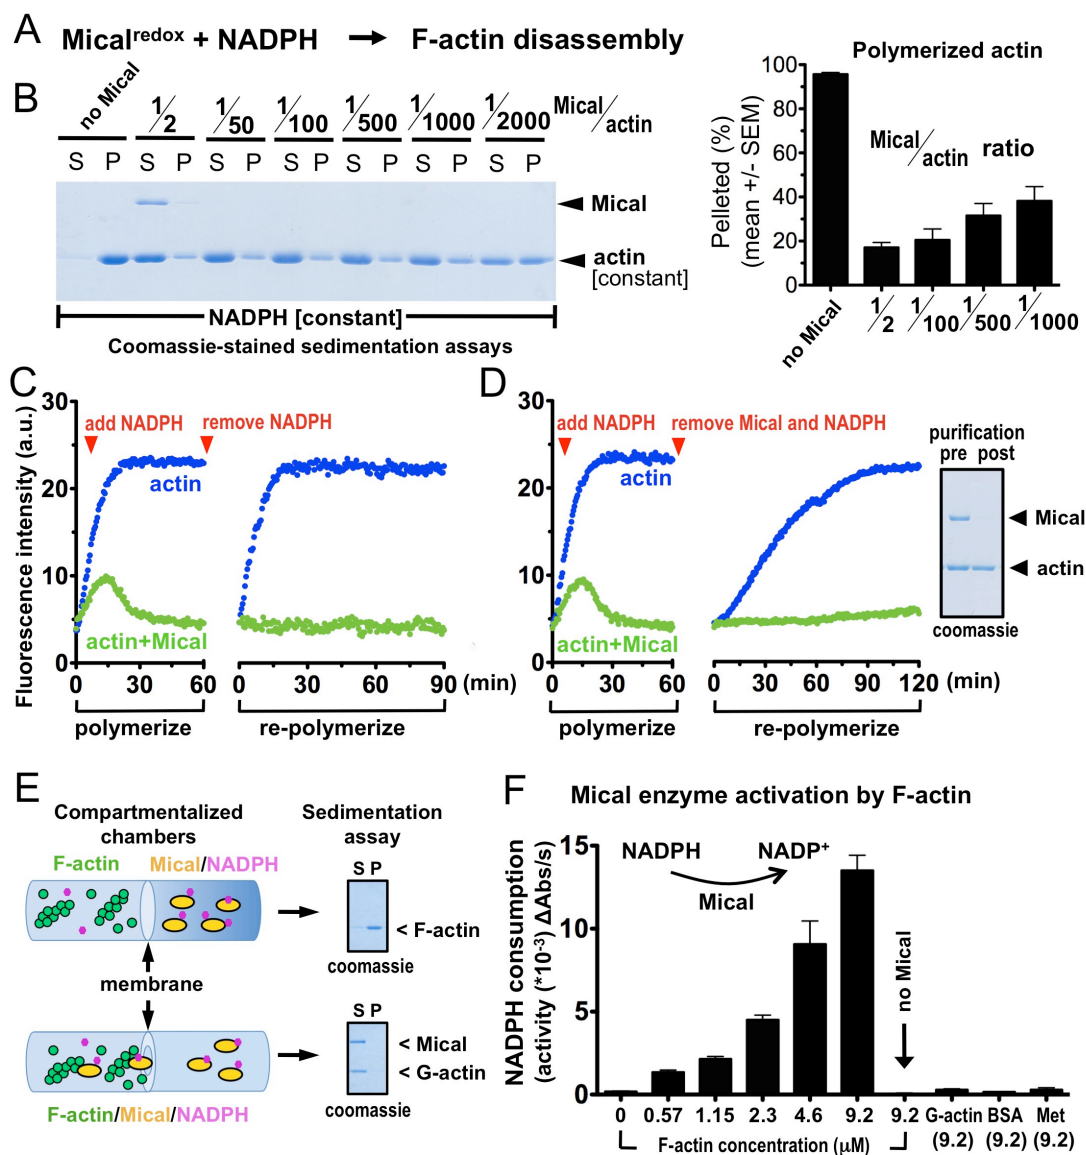 A
Mical^redox + NADPH → F-actin disassembly
B
no Mical
1/2
1/50
1/100
1/500
1/1000
1/2000
Mical/actin
S P S P S P S P S P S P S P
Mical
actin
[constant]
NADPH [constant]
Coomassie-stained sedimentation assays
Polymerized actin
Pelleted (%)
(mean +/- SEM)
100
80
60
40
20
0
Mical/actin ratio
no Mical
1/2
1/100
1/500
1/1000
C
Fluorescence intensity (a.u.)
30
20
10
0
add NADPH
remove NADPH
actin
actin+Mical
0 30 60
0 30 60 90 (min)
polymerize
re-polymerize
D
30
20
10
0
add NADPH
remove Mical and NADPH
actin
actin+Mical
0 30 60
0 30 60 90 120 (min)
polymerize
re-polymerize
purification
pre post
Mical
actin
coomassie
E
Compartmentalized
chambers
F-actin Mical/NADPH
membrane
F-actin/Mical/NADPH
Sedimentation
assay
S P
< F-actin
coomassie
S P
< Mical
< G-actin
coomassie
F
Mical enzyme activation by F-actin
NADPH consumption
(activity (*10⁻³) ΔAbs/s)
15
10
5
0
NADPH
NADP⁺
Mical
no Mical
0 0.57 1.15 2.3 4.6 9.2 9.2 G-actin BSA Met
(9.2) (9.2) (9.2)
F-actin concentration (μM)